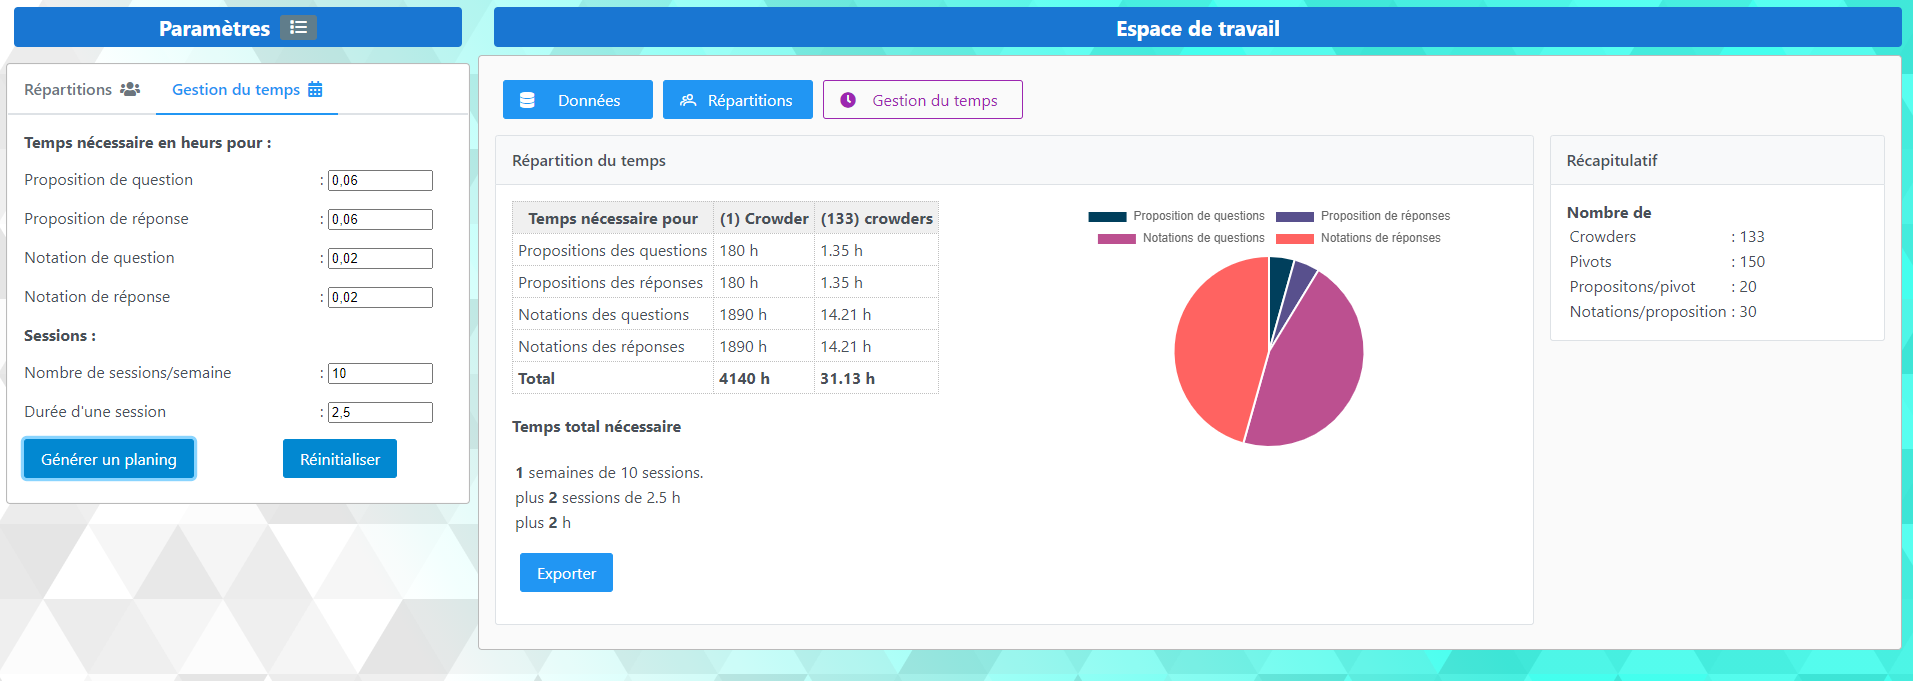 Paramètres
Répartitions
Gestion du temps
Temps nécessaire en heurs pour :
Proposition de question : 0,06
Proposition de réponse : 0,06
Notation de question : 0,02
Notation de réponse : 0,02
Sessions :
Nombre de sessions/semaine : 10
Durée d'une session : 2,5
Générer un planing
Réinitialiser
Espace de travail
Données
Répartitions
Gestion du temps
Répartition du temps
Temps nécessaire pour (1) Crowder (133) crowders
Propositions des questions 180 h 1.35 h
Propositions des réponses 180 h 1.35 h
Notations des questions 1890 h 14.21 h
Notations des réponses 1890 h 14.21 h
Total 4140 h 31.13 h
Temps total nécessaire
1 semaines de 10 sessions.
plus 2 sessions de 2.5 h
plus 2 h
Exporter
Proposition de questions Proposition de réponses
Notations de questions Notations de réponses
Récapitulatif
Nombre de
Crowders : 133
Pivots : 150
Propositons/pivot : 20
Notations/proposition : 30